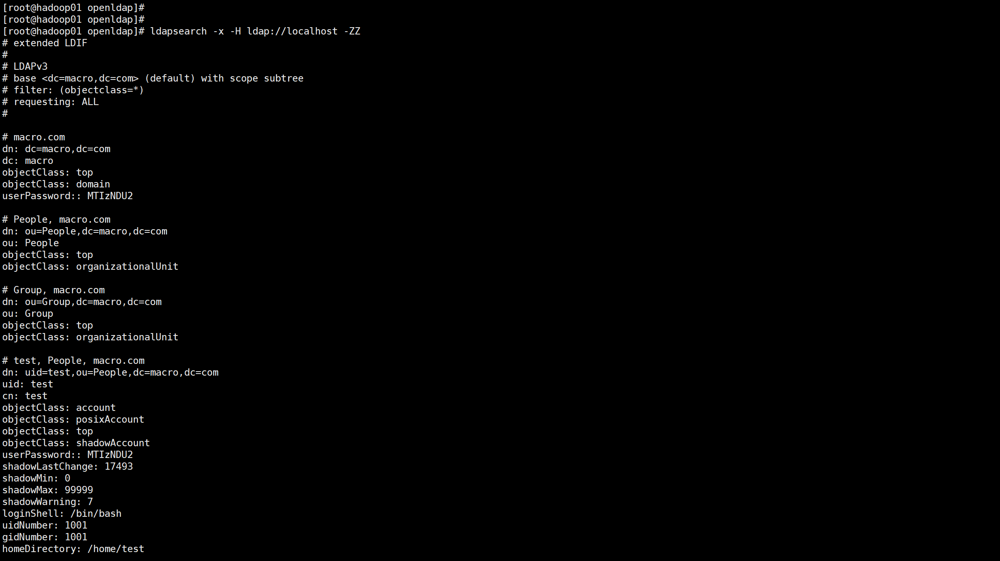 [root@hadoop01 openldap]#
[root@hadoop01 openldap]#
[root@hadoop01 openldap]# ldapsearch -x -H ldap://localhost -ZZ
# extended LDIF
#
# LDAPv3
# base <dc=macro,dc=com> (default) with scope subtree
# filter: (objectclass=*)
# requesting: ALL
#

# macro.com
dn: dc=macro,dc=com
dc: macro
objectClass: top
objectClass: domain
userPassword:: MTIzNDU2

# People, macro.com
dn: ou=People,dc=macro,dc=com
ou: People
objectClass: top
objectClass: organizationalUnit

# Group, macro.com
dn: ou=Group,dc=macro,dc=com
ou: Group
objectClass: top
objectClass: organizationalUnit

# test, People, macro.com
dn: uid=test,ou=People,dc=macro,dc=com
uid: test
cn: test
objectClass: account
objectClass: posixAccount
objectClass: top
objectClass: shadowAccount
userPassword:: MTIzNDU2
shadowLastChange: 17493
shadowMin: 0
shadowMax: 99999
shadowWarning: 7
loginShell: /bin/bash
uidNumber: 1001
gidNumber: 1001
homeDirectory: /home/test